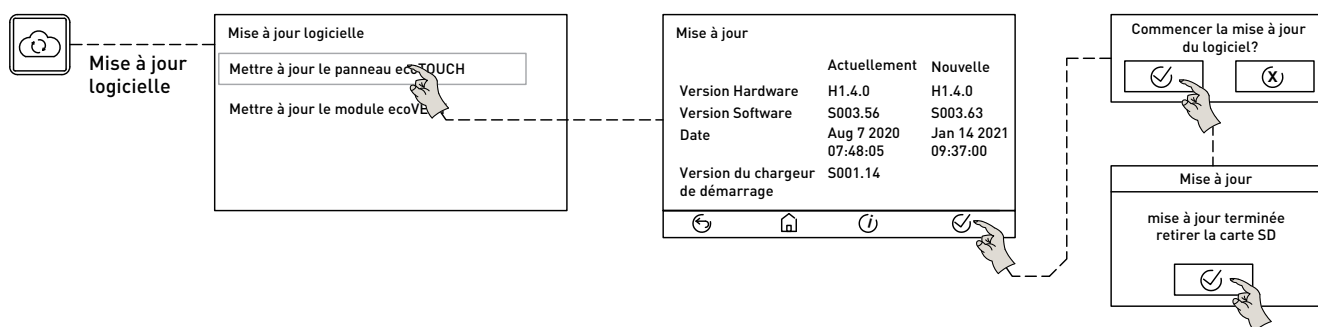 Mise à jour
logicielle
Mise à jour logicielle
Mettre à jour le panneau ecoTOUCH
Mettre à jour le module
Mise à jour
Actuellement Nouvelle
Version Hardware H1.4.0 H1.4.0
Version Software S003.56 S003.63
Date Aug 7 2020 Jan 14 2021
07:48:05 09:37:00
Version du chargeur S001.14
de démarrage
Commencer la mise à jour
du logiciel?
Mise à jour
mise à jour terminée
retirer la carte SD